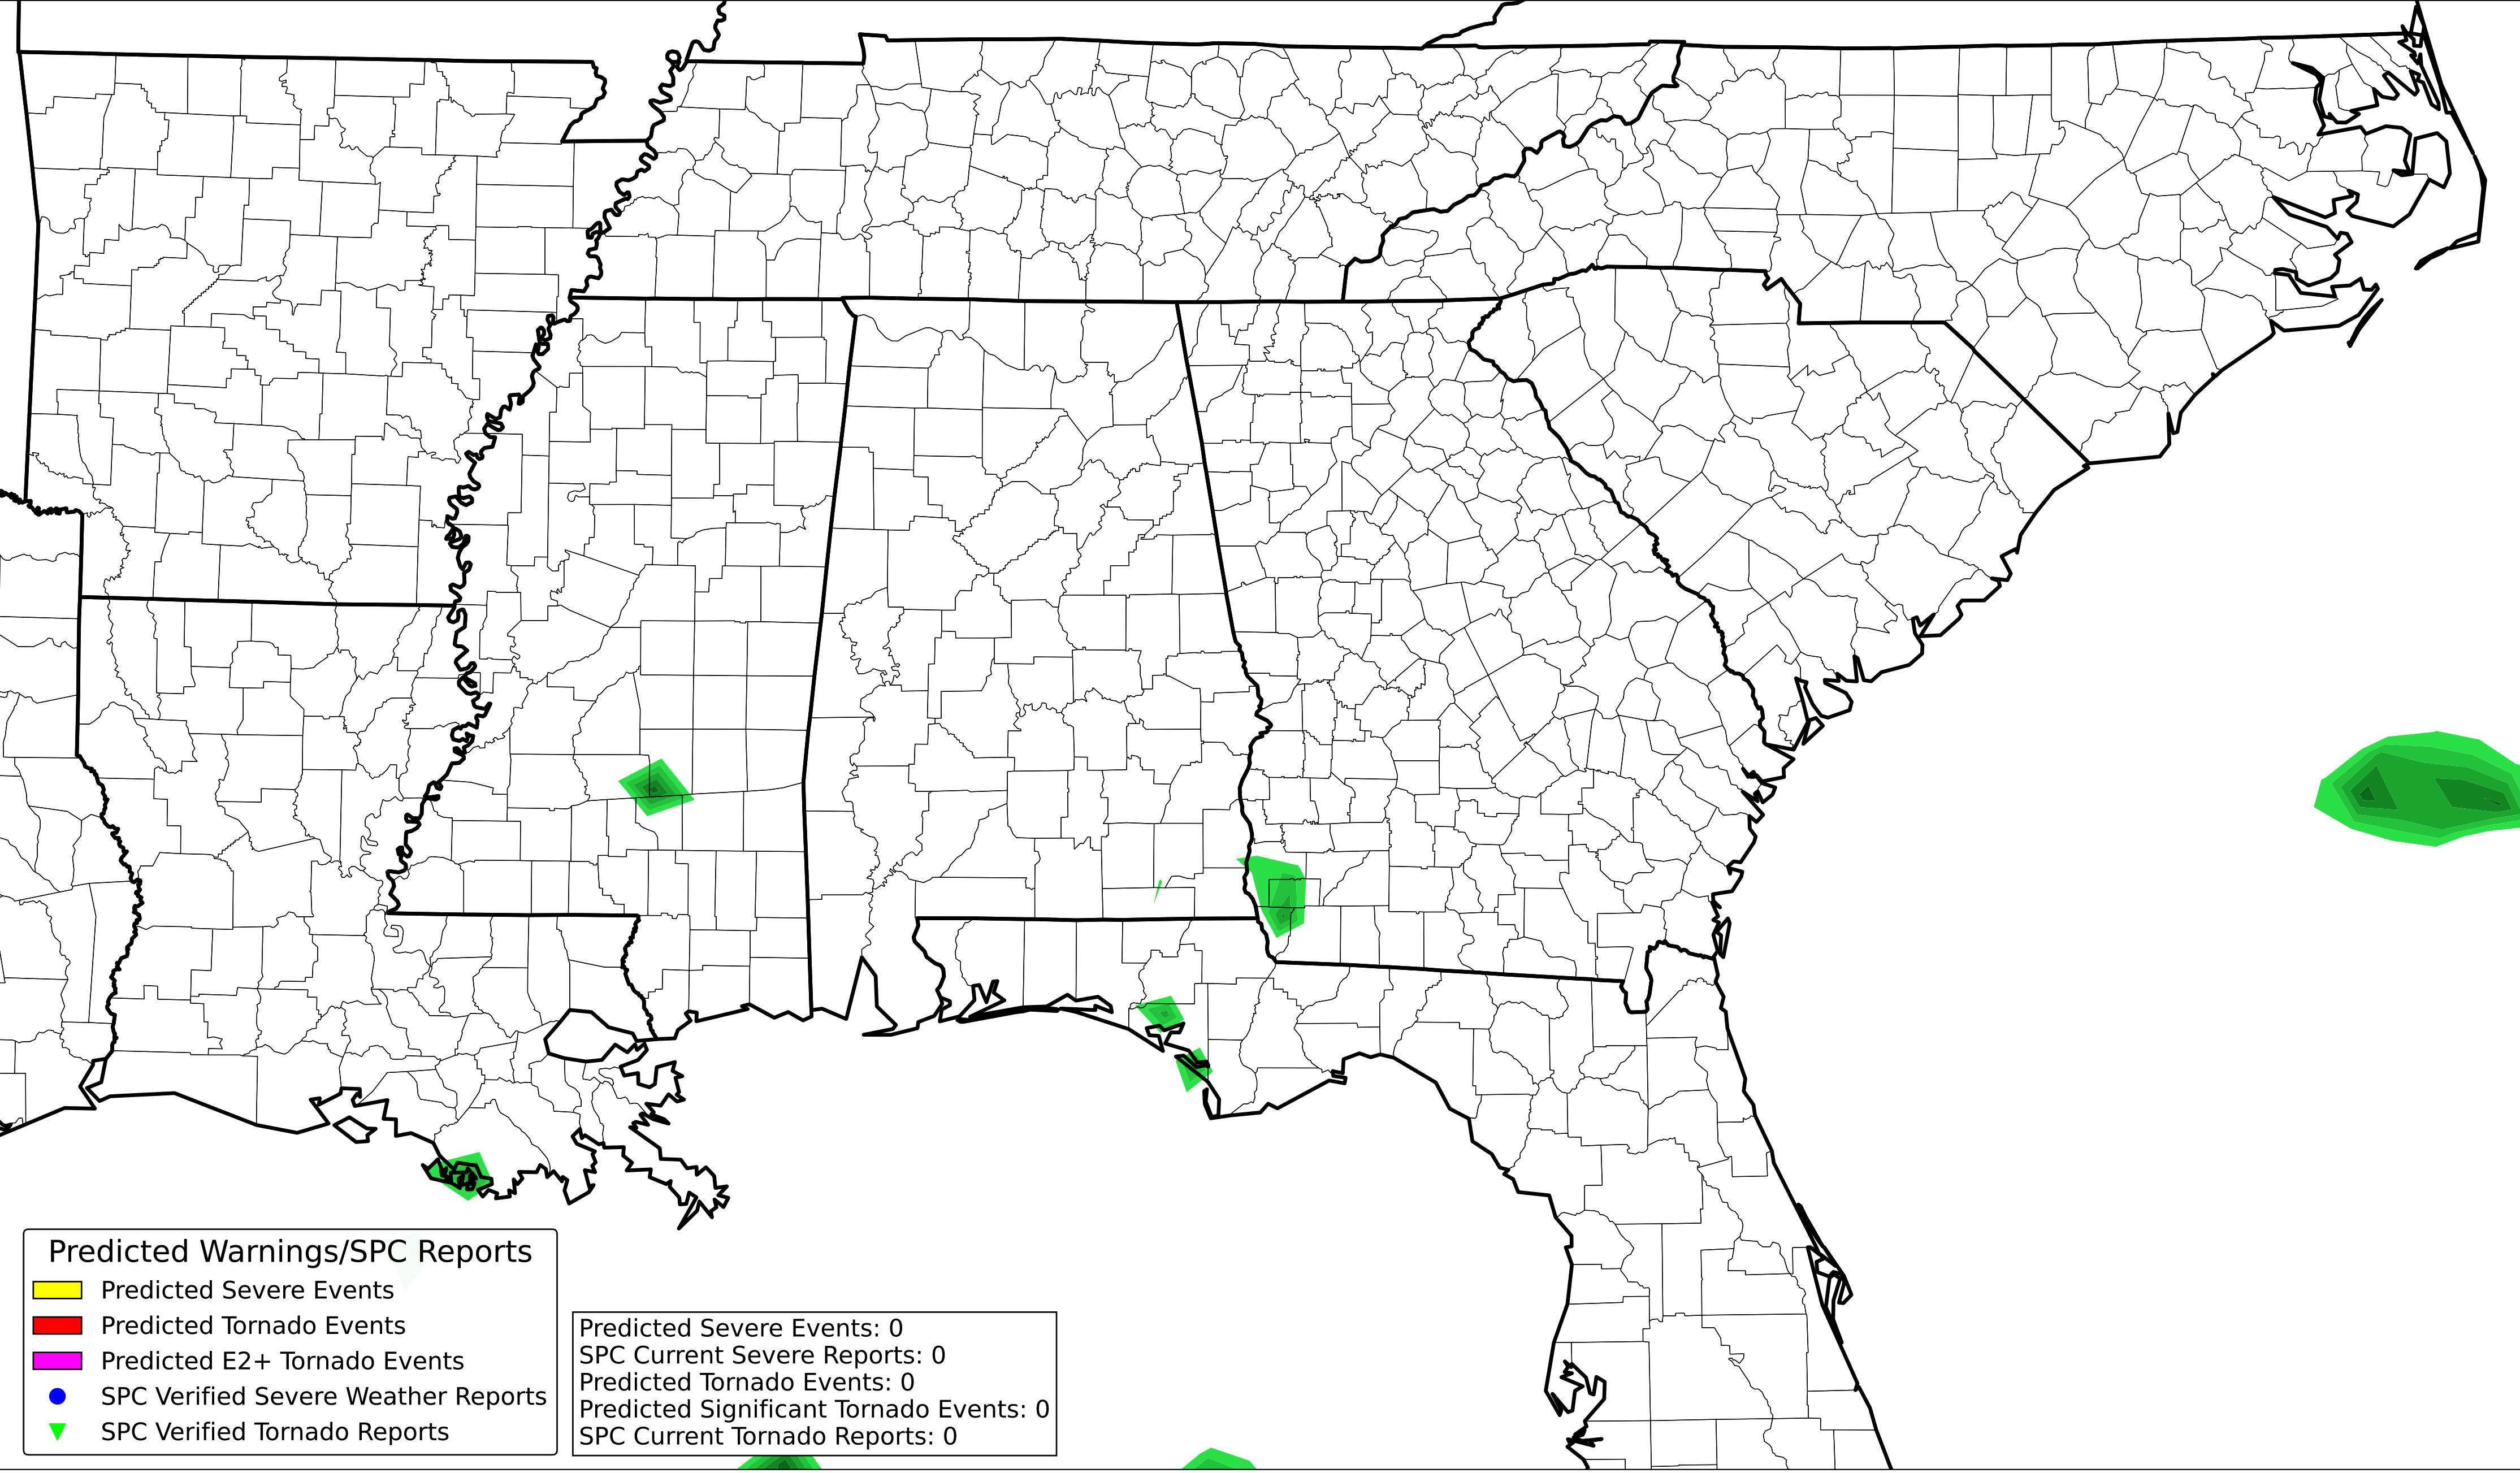 Predicted Warnings/SPC Reports
Predicted Severe Events
Predicted Tornado Events
Predicted E2+ Tornado Events
SPC Verified Severe Weather Reports
SPC Verified Tornado Reports
Predicted Severe Events: 0
SPC Current Severe Reports: 0
Predicted Tornado Events: 0
Predicted Significant Tornado Events: 0
SPC Current Tornado Reports: 0